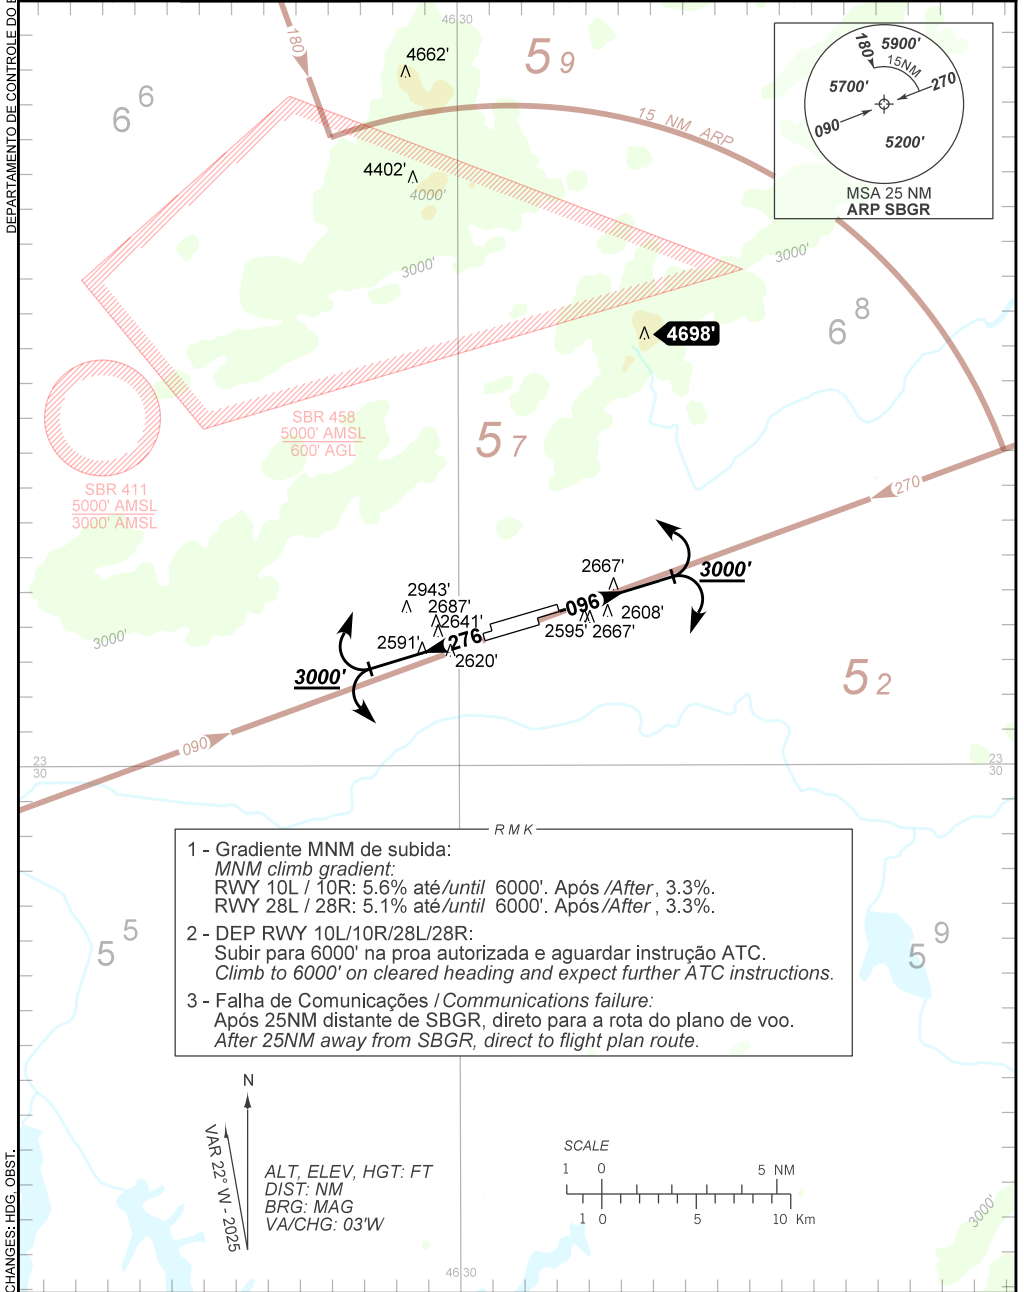 DEPARTAMENTO DE CONTROLE DO
46 30
180
4662'
5 9
15 NM ARP
6 6
4402'
4000'
3000'
3000'
180
5900'
15NM
5700'
270
090
5200'
MSA 25 NM
ARP SBGR
6 8
4698'
SBR 458
5000' AMSL
600' AGL
5 7
SBR 411
5000' AMSL
3000' AMSL
270
2667'
3000'
096
2943'
2687'
2641'
2608'
2595'
2667'
276
2591'
2620'
3000'
3000'
5 2
090
23
30
23
30
RMK
1 - Gradiente MNM de subida:
MNM climb gradient:
RWY 10L / 10R: 5.6% até/until 6000'. Após /After , 3.3%.
RWY 28L / 28R: 5.1% até/until 6000'. Após /After , 3.3%.
2 - DEP RWY 10L/10R/28L/28R:
Subir para 6000' na proa autorizada e aguardar instrução ATC.
Climb to 6000' on cleared heading and expect further ATC instructions.
3 - Falha de Comunicações / Communications failure:
Após 25NM distante de SBGR, direto para a rota do plano de voo.
After 25NM away from SBGR, direct to flight plan route.
5 5
5 9
N
VAR 22° W - 2025
ALT, ELEV, HGT: FT
DIST: NM
BRG: MAG
VA/CHG: 03'W
SCALE
1 0 5 NM
1 0 5 10 Km
3000'
46 30
CHANGES: HDG, OBST.